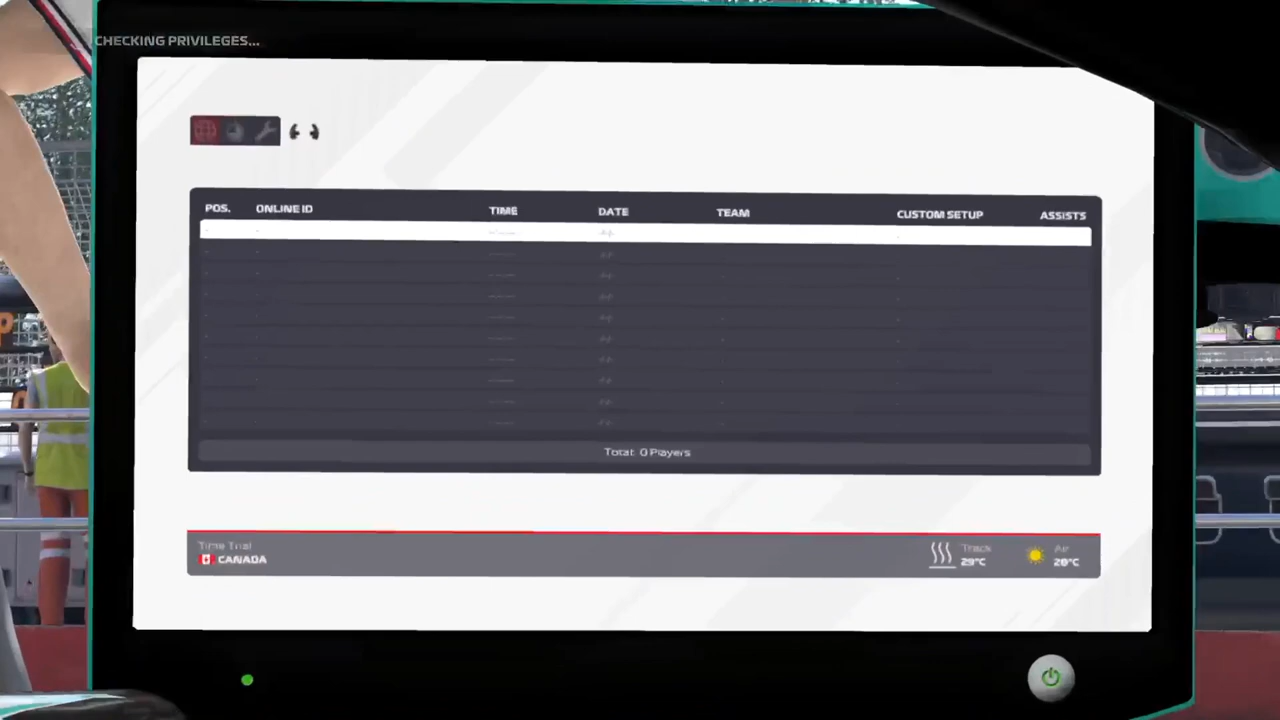 CHECKING PRIVILEGES...
POS. ONLINE ID TIME DATE TEAM CUSTOM SETUP ASSISTS
Total: 0 Players
Time Trial
CANADA
Track
29°C
Air
20°C